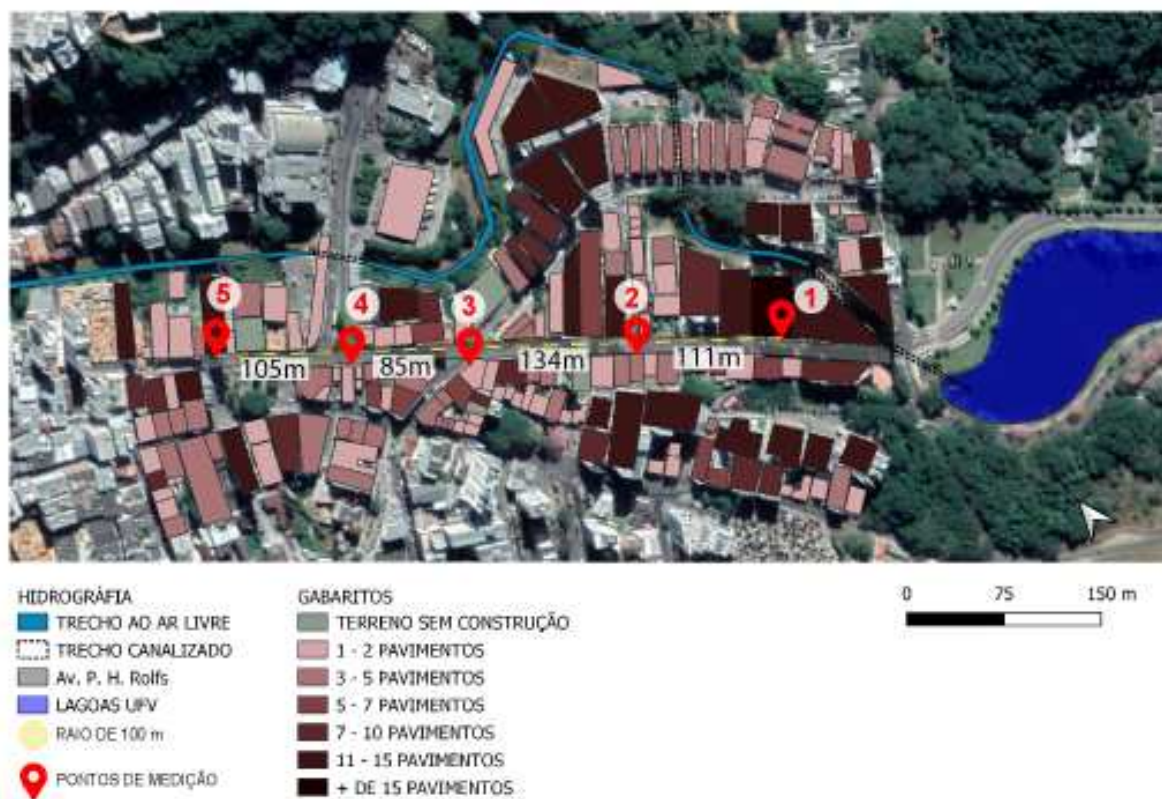 1
2
3
4
5
105m
85m
134m
111m
HIDROGRÁFIA
TRECHO AO AR LIVRE
TRECHO CANALIZADO
Av. P. H. Rolfs
LAGOAS UFV
RAIO DE 100 m
PONTOS DE MEDIÇÃO
GABARITOS
TERRENO SEM CONSTRUÇÃO
1 - 2 PAVIMENTOS
3 - 5 PAVIMENTOS
5 - 7 PAVIMENTOS
7 - 10 PAVIMENTOS
11 - 15 PAVIMENTOS
+ DE 15 PAVIMENTOS
0 75 150 m